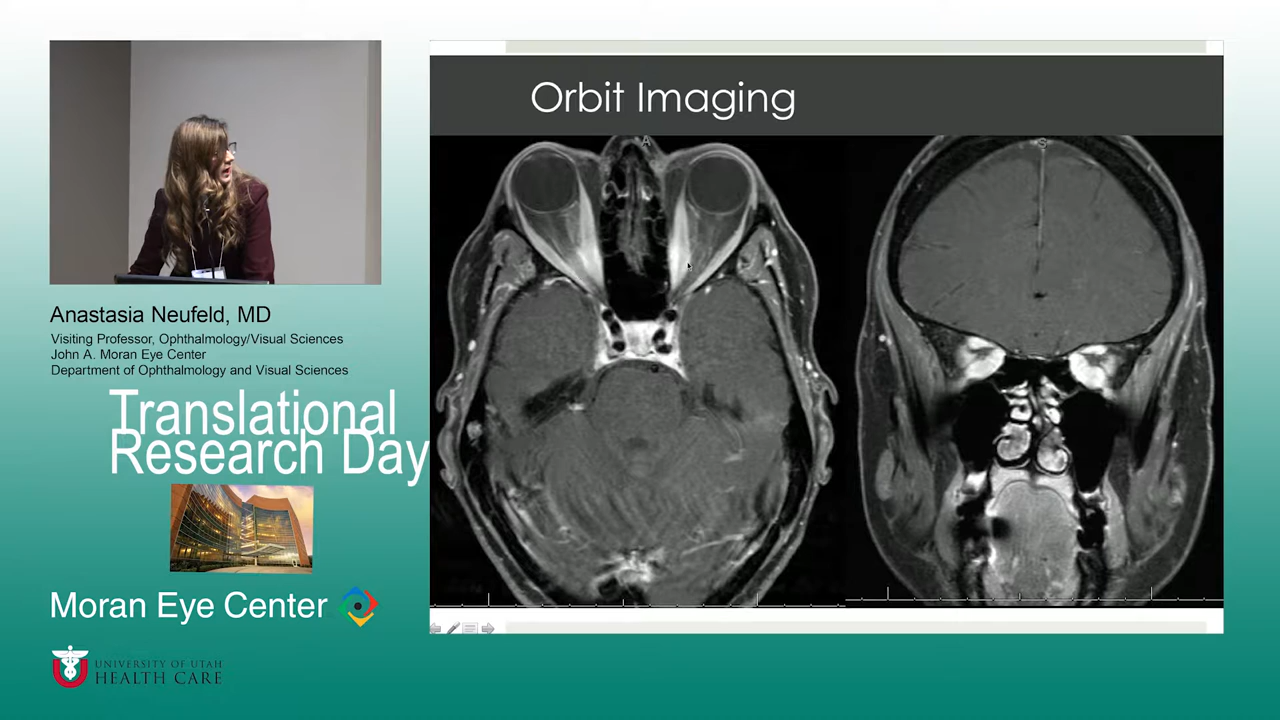 Orbit Imaging
A
S
Anastasia Neufeld, MD
Visiting Professor, Ophthalmology/Visual Sciences
John A. Moran Eye Center
Department of Ophthalmology and Visual Sciences
Translational
Research Day
Moran Eye Center
U
UNIVERSITY OF UTAH
HEALTH CARE